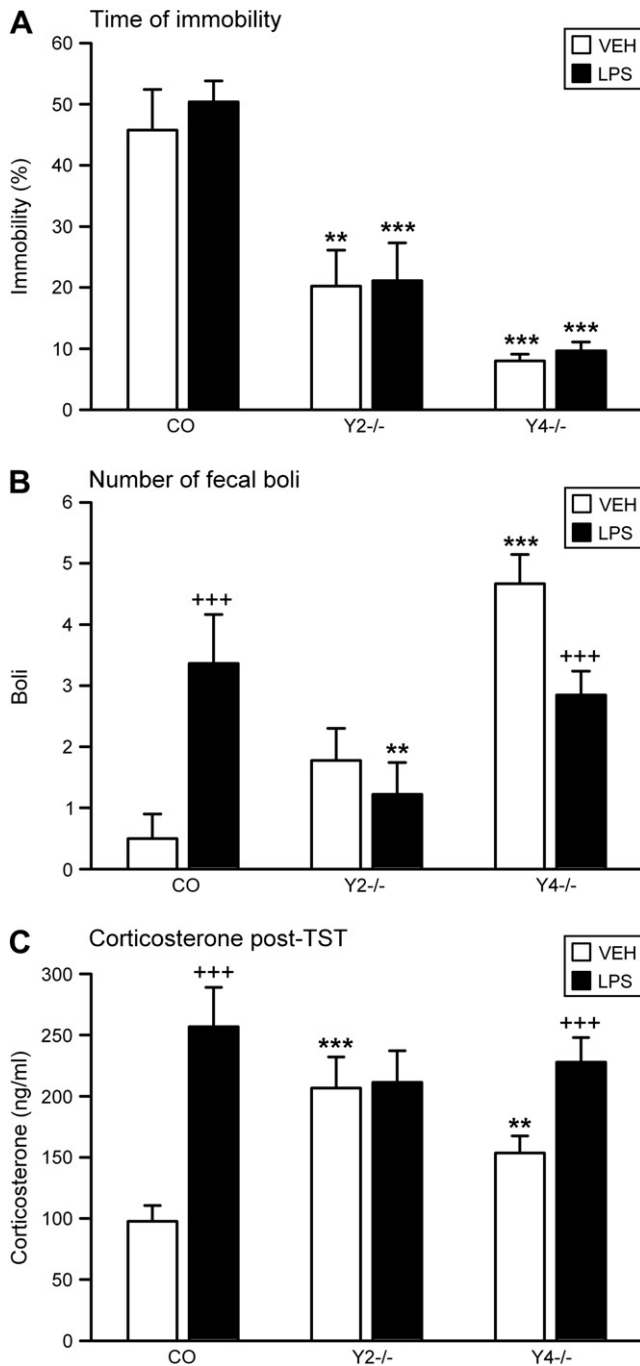 A Time of immobility
VEH
LPS
Immobility (%)
60
50
40
30
20
10
0
**
***
***
***
CO
Y2-/-
Y4-/-
B Number of fecal boli
VEH
LPS
Boli
6
5
4
3
2
1
0
+++
**
***
+++
CO
Y2-/-
Y4-/-
C Corticosterone post-TST
VEH
LPS
Corticosterone (ng/ml)
300
250
200
150
100
50
0
+++
***
**
+++
CO
Y2-/-
Y4-/-